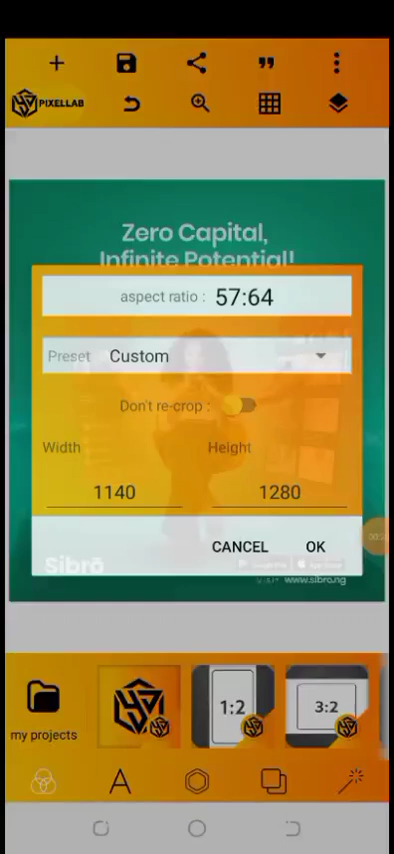 PIXELLAB
Zero Capital,
Infinite Potential!
aspect ratio : 57:64
Preset Custom
Don't re-crop :
Width Height
1140 1280
CANCEL OK
Sibrō
www.sibro.ng
my projects
1:2
3:2
A